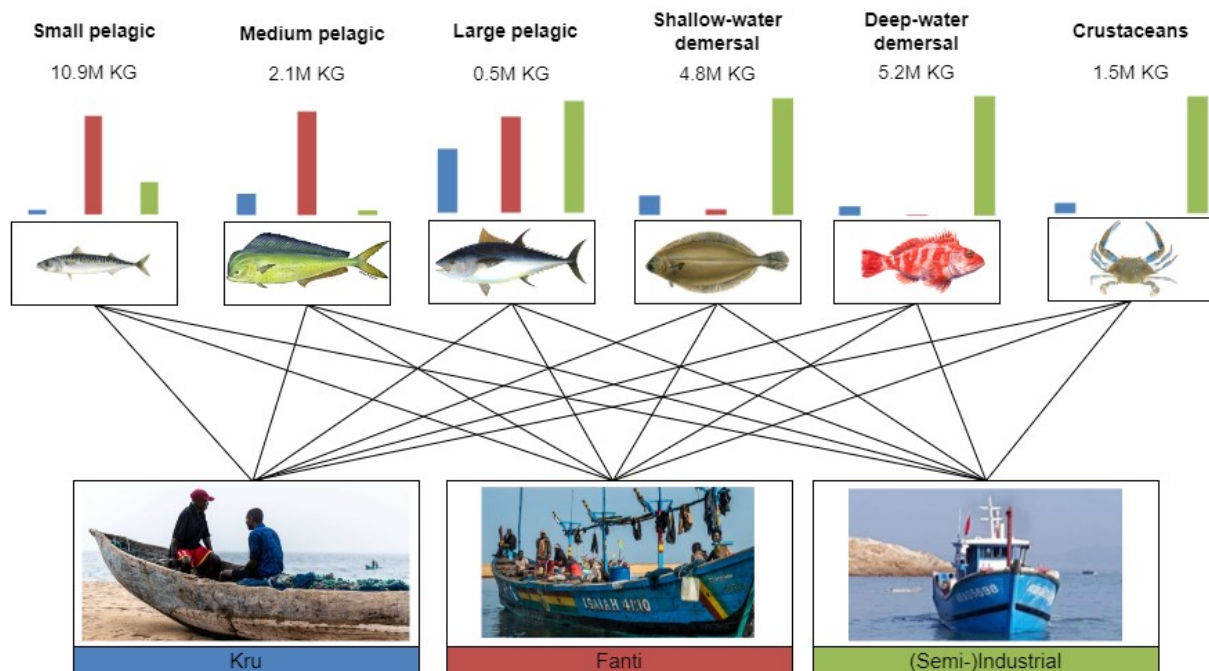 Small pelagic
Medium pelagic
Large pelagic
Shallow-water
demersal
Deep-water
demersal
Crustaceans
10.9M KG
2.1M KG
0.5M KG
4.8M KG
5.2M KG
1.5M KG
Kru
Fanti
(Semi-)Industrial